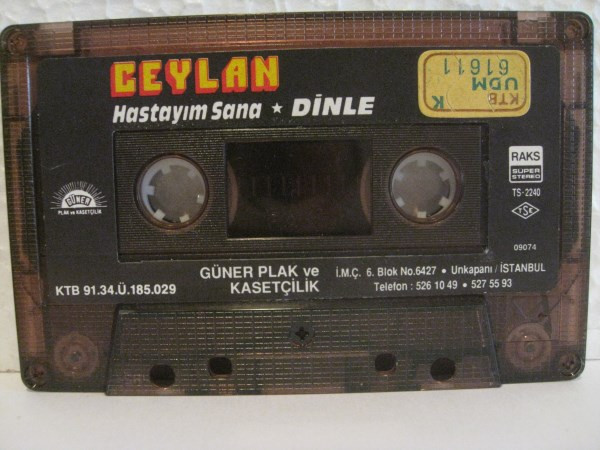 CEYLAN
Hastayım Sana ★ DİNLE
KTB
UDM K
61611
GÜNER
PLAK ve KASETÇİLİK
RAKS
SUPER
STEREO
TS-2240
TSE
09074
KTB 91.34.Ü.185.029
GÜNER PLAK ve
KASETÇİLİK
İ.M.Ç. 6. Blok No.6427 • Unkapanı / İSTANBUL
Telefon : 526 10 49 • 527 55 93